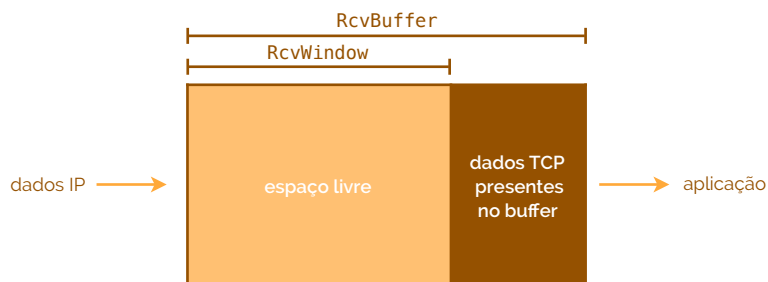 RcvBuffer
RcvWindow
dados IP
espaço livre
dados TCP
presentes
no buffer
aplicação